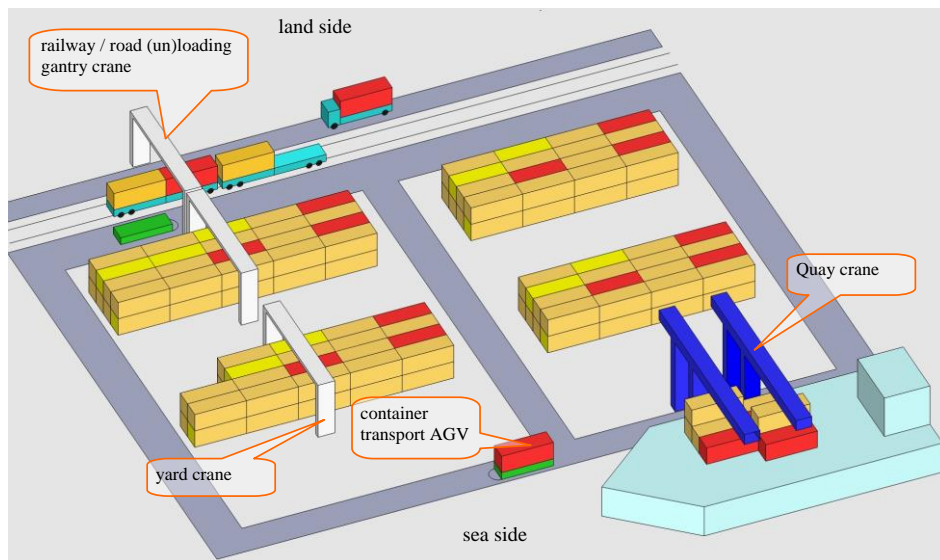 land side
railway / road (un)loading
gantry crane
Quay crane
container
transport AGV
yard crane
sea side